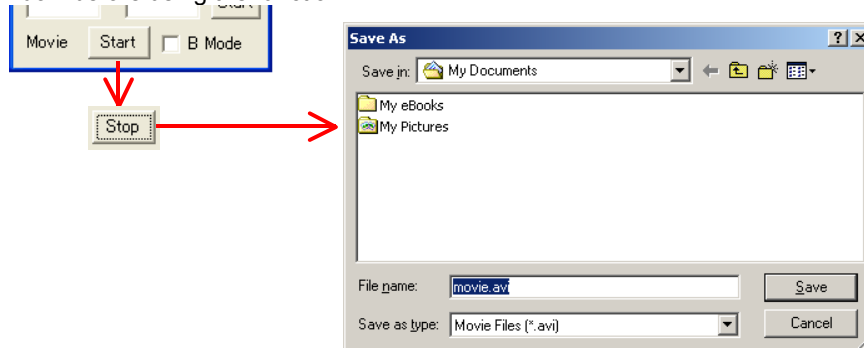 Movie Start B Mode
Stop
Save As
Save in: My Documents
My eBooks
My Pictures
File name: movie.avi Save
Save as type: Movie Files (*.avi) Cancel